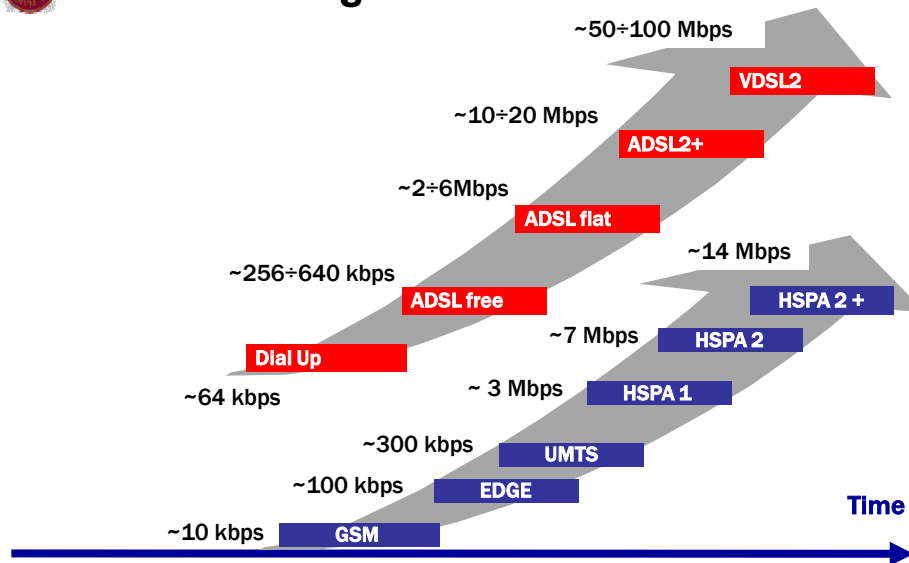 ~50÷100 Mbps
VDSL2
~10÷20 Mbps
ADSL2+
~2÷6Mbps
ADSL flat
~14 Mbps
~256÷640 kbps
ADSL free
HSPA 2 +
~7 Mbps
HSPA 2
Dial Up
~64 kbps
~ 3 Mbps
HSPA 1
~300 kbps
UMTS
~100 kbps
EDGE
Time
~10 kbps
GSM